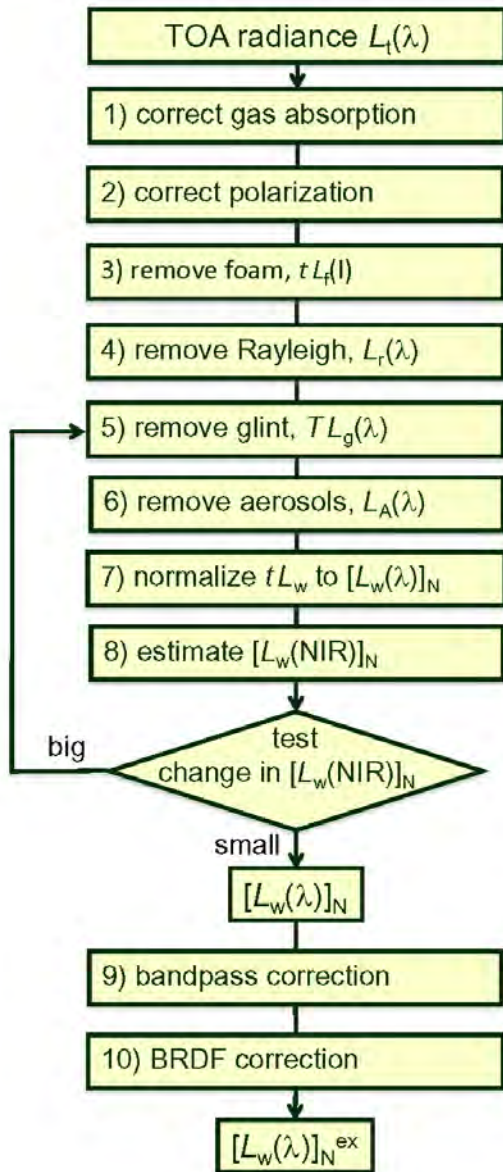 TOA radiance Lt(λ)
1) correct gas absorption
2) correct polarization
3) remove foam, t Lf(l)
4) remove Rayleigh, Lr(λ)
5) remove glint, T Lg(λ)
6) remove aerosols, LA(λ)
7) normalize t Lw to [Lw(λ)]N
8) estimate [Lw(NIR)]N
big
test
change in [Lw(NIR)]N
small
[Lw(λ)]N
9) bandpass correction
10) BRDF correction
[Lw(λ)]N^ex